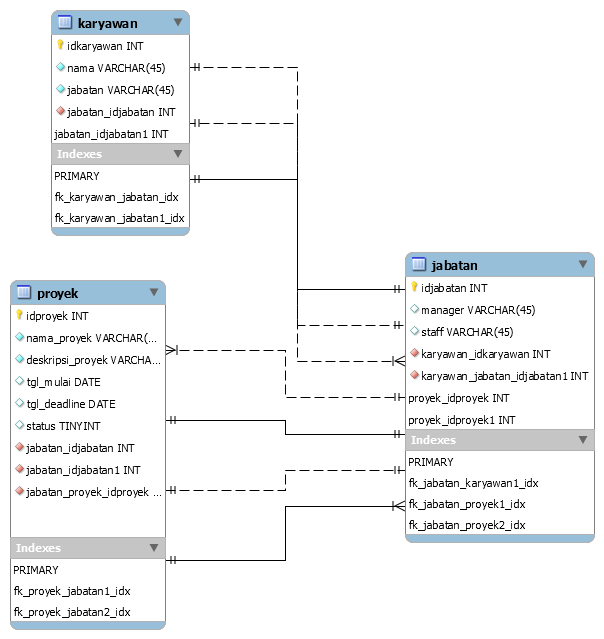 karyawan
idkaryawan INT
nama VARCHAR(45)
jabatan VARCHAR(45)
jabatan_idjabatan INT
jabatan_idjabatan1 INT
Indexes
PRIMARY
fk_karyawan_jabatan_idx
fk_karyawan_jabatan1_idx
proyek
idproyek INT
nama_proyek VARCHAR(...
deskripsi_proyek VARCHA...
tgl_mulai DATE
tgl_deadline DATE
status TINYINT
jabatan_idjabatan INT
jabatan_idjabatan1 INT
jabatan_proyek_idproyek ...
Indexes
PRIMARY
fk_proyek_jabatan1_idx
fk_proyek_jabatan2_idx
jabatan
idjabatan INT
manager VARCHAR(45)
staff VARCHAR(45)
karyawan_idkaryawan INT
karyawan_jabatan_idjabatan1 INT
proyek_idproyek INT
proyek_idproyek1 INT
Indexes
PRIMARY
fk_jabatan_karyawan1_idx
fk_jabatan_proyek1_idx
fk_jabatan_proyek2_idx